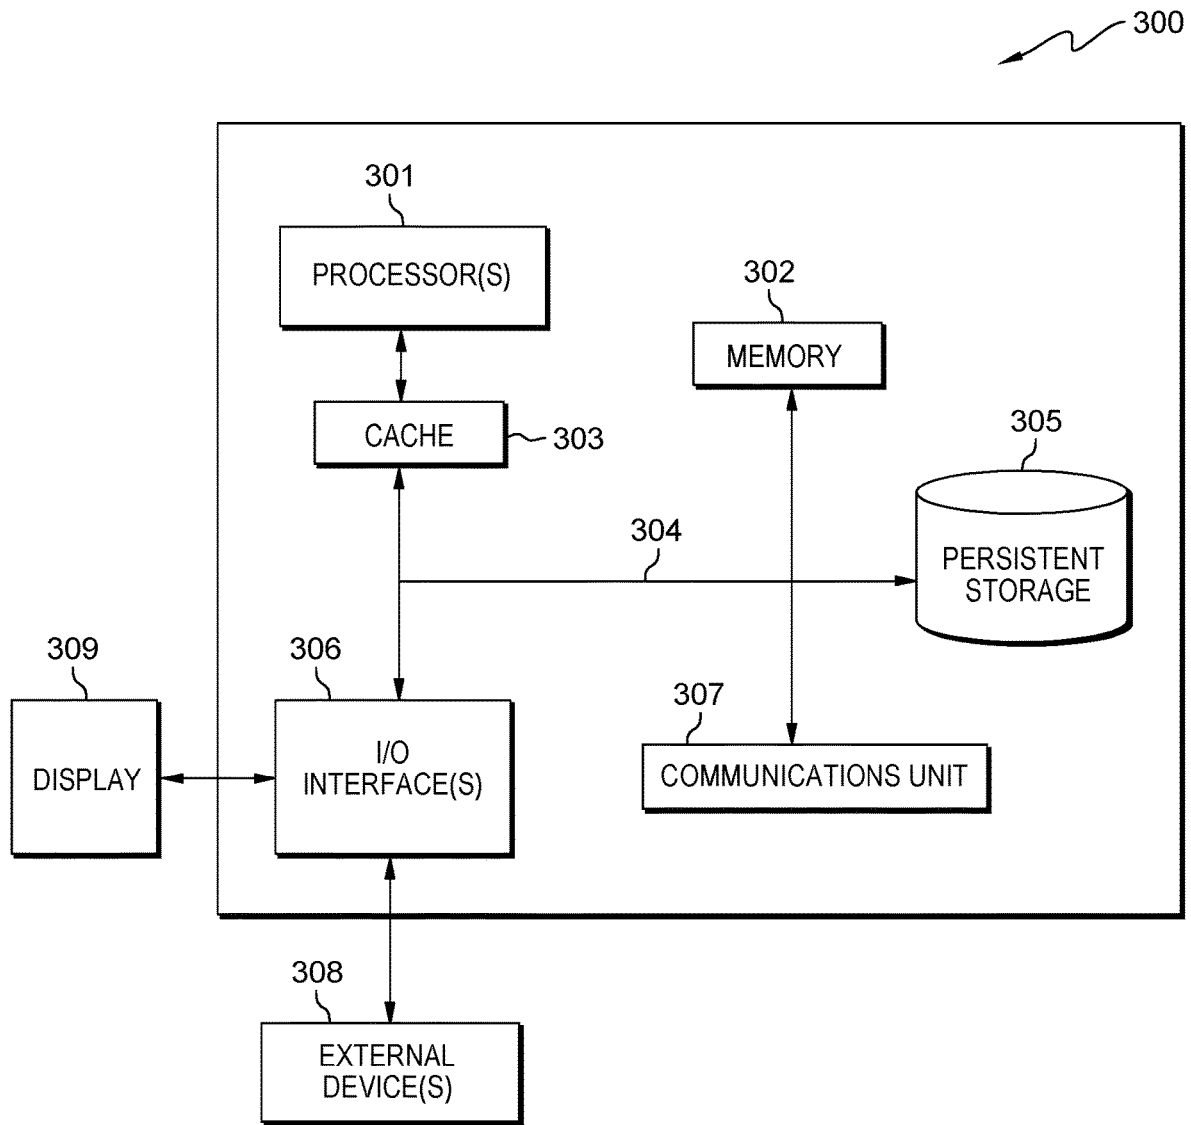 300
301
PROCESSOR(S)
302
MEMORY
CACHE
303
305
PERSISTENT
STORAGE
304
309
DISPLAY
306
I/O
INTERFACE(S)
307
COMMUNICATIONS UNIT
308
EXTERNAL
DEVICE(S)